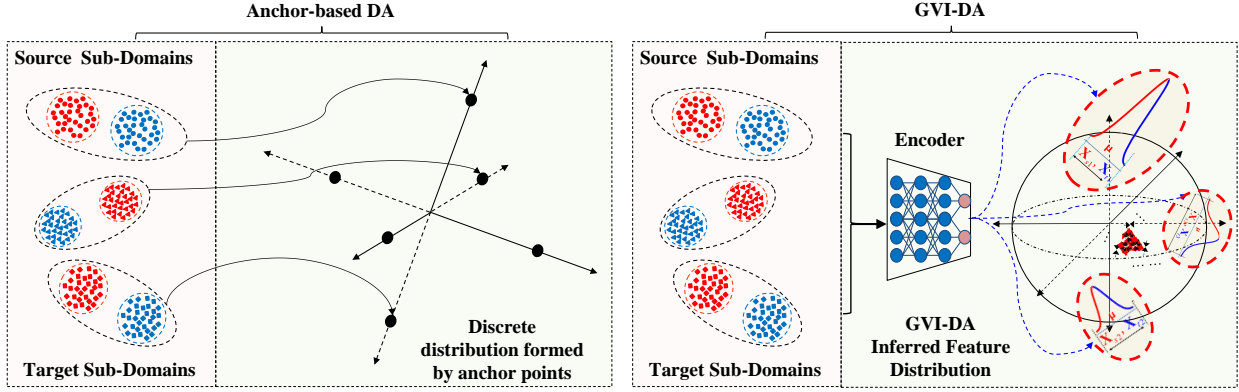 Anchor-based DA
Source Sub-Domains
Target Sub-Domains
Discrete
distribution formed
by anchor points
GVI-DA
Source Sub-Domains
Target Sub-Domains
Encoder
GVI-DA
Inferred Feature
Distribution